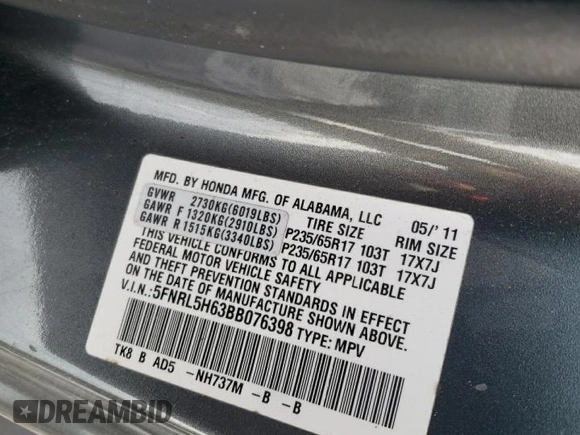 MFD. BY HONDA MFG. OF ALABAMA, LLC 05/'11
GVWR 2730KG(6019LBS) TIRE SIZE RIM SIZE
GAWR F 1320KG(2910LBS) P235/65R17 103T 17X7J
GAWR R 1515KG(3340LBS) P235/65R17 103T 17X7J
THIS VEHICLE CONFORMS TO ALL APPLICABLE
FEDERAL MOTOR VEHICLE SAFETY
AND THEFT PREVENTION STANDARDS IN EFFECT
ON THE DATE OF MANUFACTURE SHOWN ABOVE.
V.I.N.: 5FNRL5H63BB076398 TYPE: MPV
TK8 B AD5 -NH737M -B -B
DREAMBID